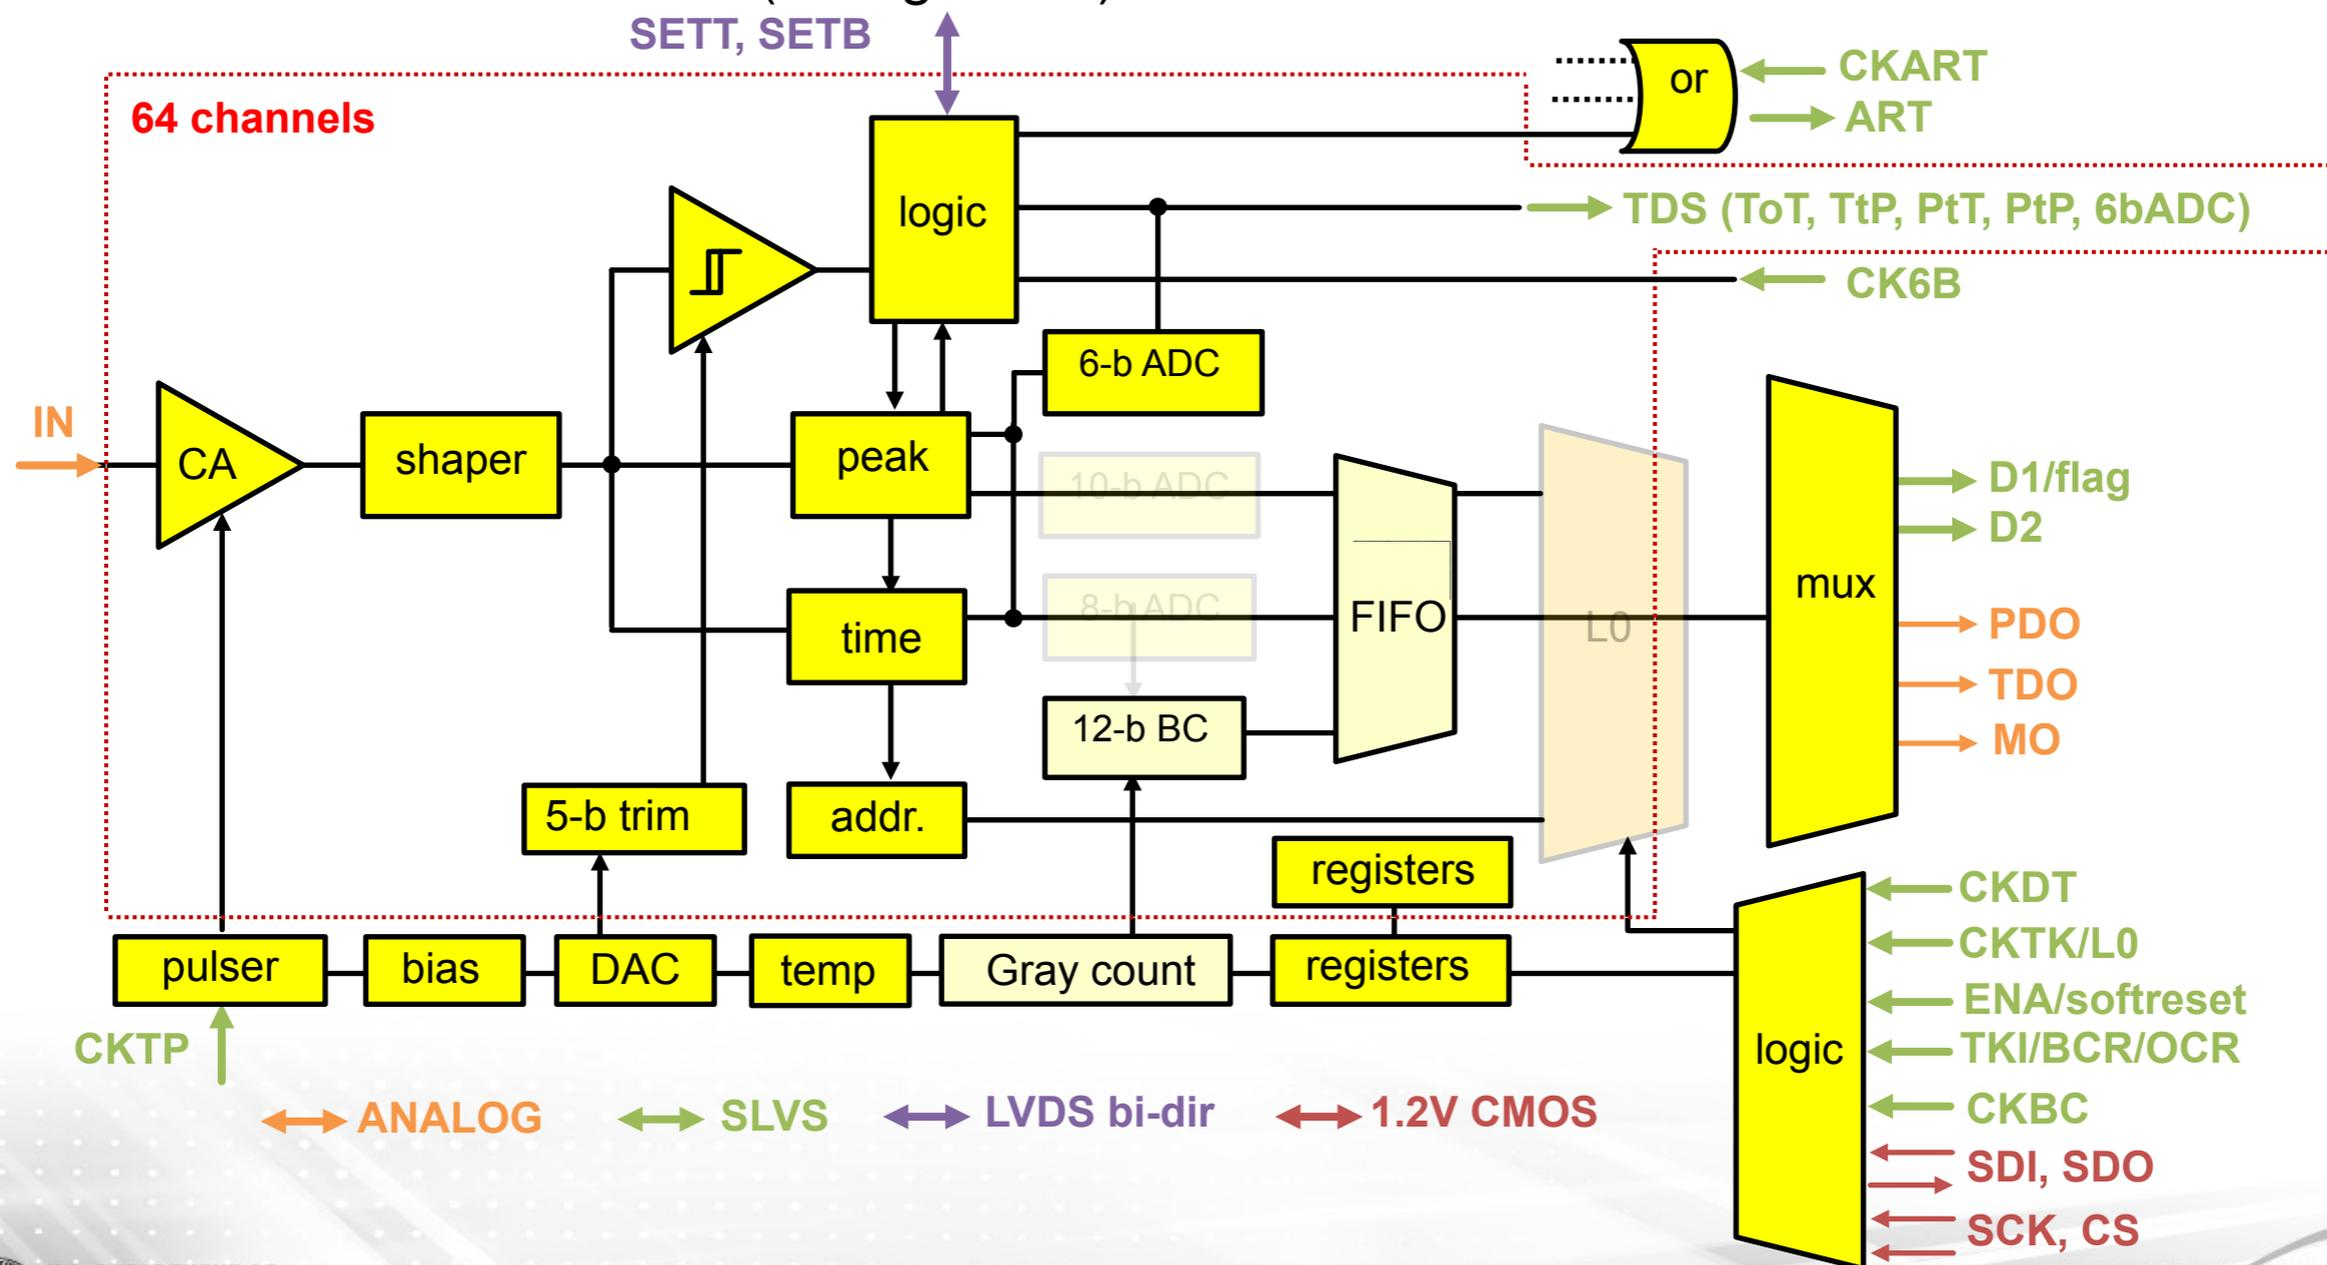 SETT, SETB
or
CKART
ART
64 channels
logic
TDS (ToT, TtP, PtT, PtP, 6bADC)
CK6B
6-b ADC
IN
CA
shaper
peak
10-b ADC
D1/flag
D2
mux
8-b ADC
FIFO
L0
PDO
time
TDO
12-b BC
MO
5-b trim
addr.
registers
CKDT
CKTK/L0
pulser
bias
DAC
temp
Gray count
registers
ENA/softreset
CKTP
logic
TKI/BCR/OCR
ANALOG
SLVS
LVDS bi-dir
1.2V CMOS
CKBC
SDI, SDO
SCK, CS